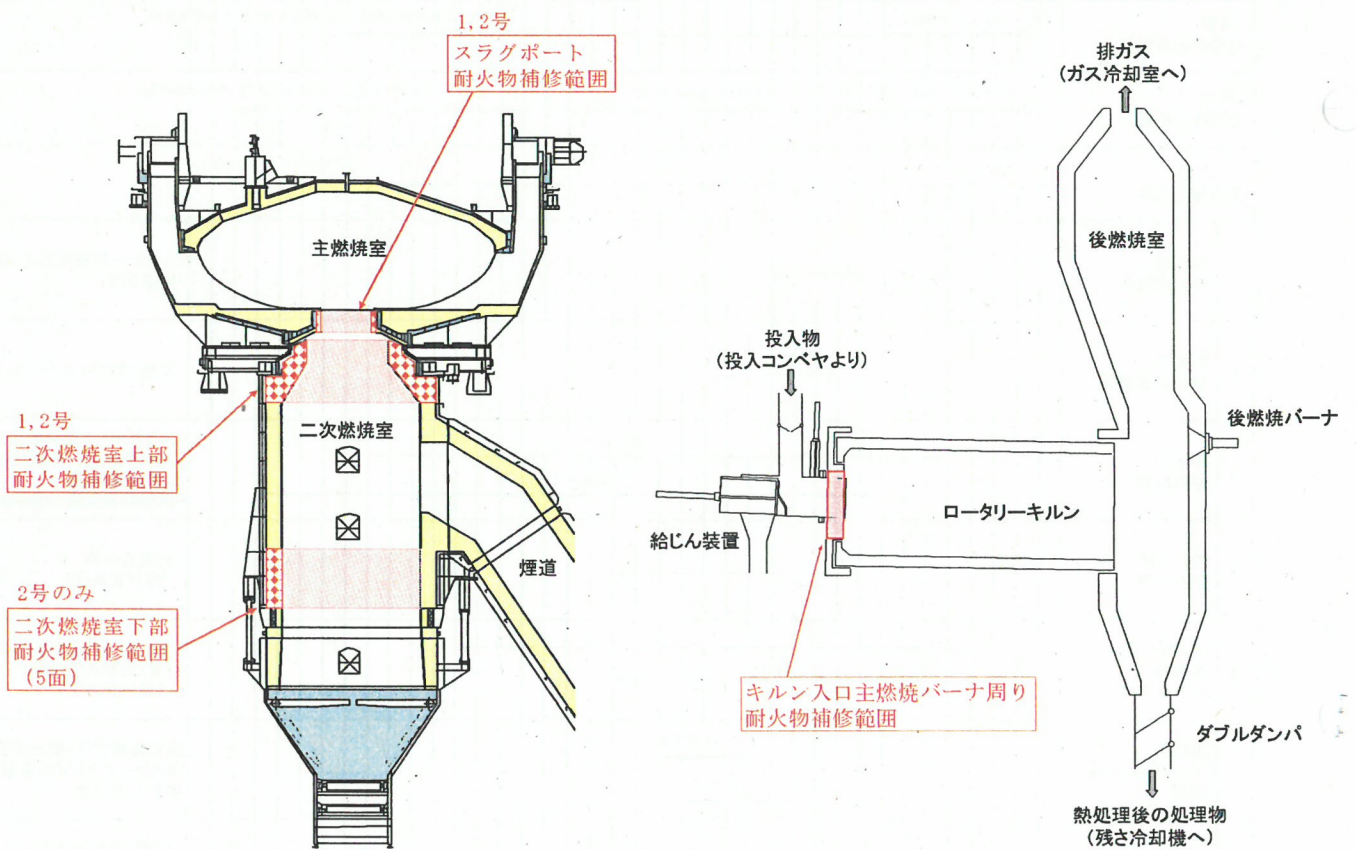 1,2号
スラグポート
耐火物補修範囲
主燃焼室
1,2号
二次燃焼室上部
耐火物補修範囲
二次燃焼室
煙道
2号のみ
二次燃焼室下部
耐火物補修範囲
(5面)
排ガス
(ガス冷却室へ)
後燃焼室
投入物
(投入コンベヤより)
後燃焼バーナ
ロータリーキルン
給じん装置
キルン入口主燃焼バーナ周り
耐火物補修範囲
ダブルダンパ
熱処理後の処理物
(残さ冷却機へ)